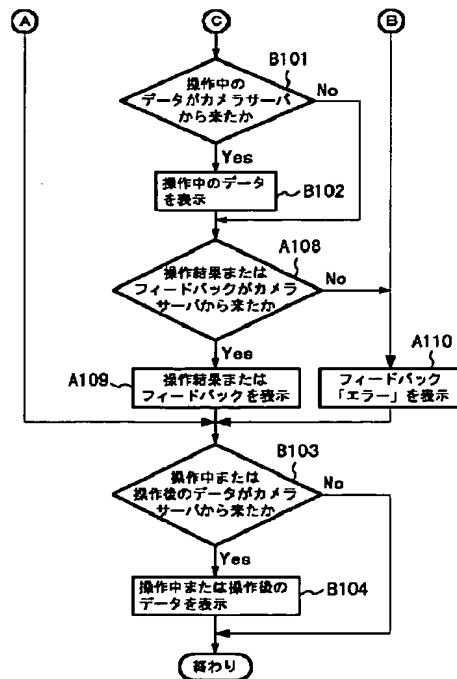 A
C
B
B101
操作中の
データがカメラサーバ
から来たか
No
Yes
操作中のデータ
を表示
B102
A108
操作結果または
フィードバックがカメラ
サーバから来たか
No
Yes
A109
操作結果または
フィードバックを表示
A110
フィードバック
「エラー」を表示
B103
操作中または
操作後のデータがカメラ
サーバから来たか
No
Yes
操作中または操作後の
データを表示
B104
終わり